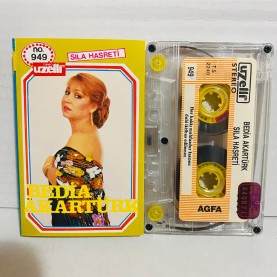 no.
949
SILA HASRETİ
uzelli
BEDİA
AKARTÜRK
uzelli
STEREO
949
BEDİA AKARTÜRK
SILA HASRETİ
AGFA